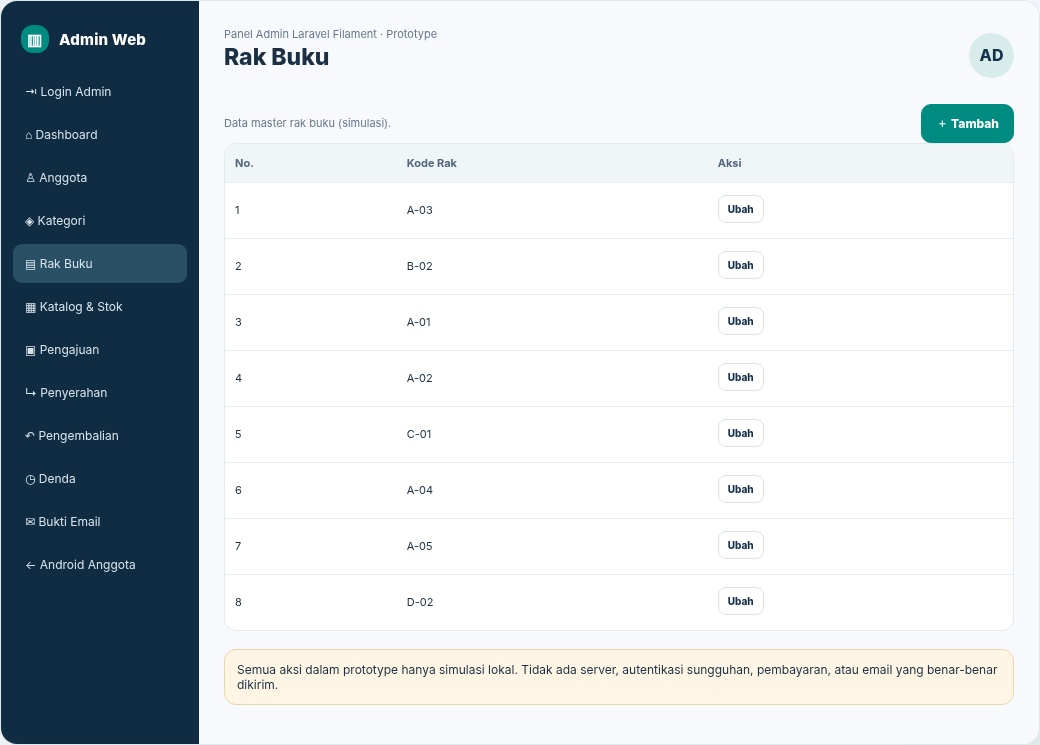 Admin Web
Login Admin
Dashboard
Anggota
Kategori
Rak Buku
Katalog & Stok
Pengajuan
Penyerahan
Pengembalian
Denda
Bukti Email
← Android Anggota
Panel Admin Laravel Filament · Prototype
Rak Buku
AD
Data master rak buku (simulasi).
+ Tambah
No. Kode Rak Aksi
1 A-03 Ubah
2 B-02 Ubah
3 A-01 Ubah
4 A-02 Ubah
5 C-01 Ubah
6 A-04 Ubah
7 A-05 Ubah
8 D-02 Ubah
Semua aksi dalam prototype hanya simulasi lokal. Tidak ada server, autentikasi sungguhan, pembayaran, atau email yang benar-benar
dikirim.